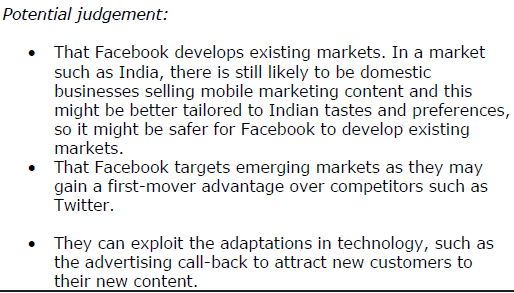 Potential judgement:
• That Facebook develops existing markets. In a market
such as India, there is still likely to be domestic
businesses selling mobile marketing content and this
might be better tailored to Indian tastes and preferences,
so it might be safer for Facebook to develop existing
markets.
• That Facebook targets emerging markets as they may
gain a first-mover advantage over competitors such as
Twitter.
• They can exploit the adaptations in technology, such as
the advertising call-back to attract new customers to
their new content.